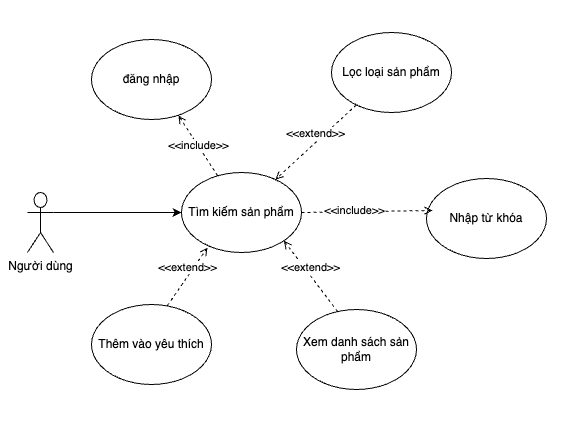 Lọc loại sản phẩm
đăng nhập
<<extend>>
<<include>>
Tìm kiếm sản phẩm
<<include>>
Nhập từ khóa
Người dùng
<<extend>>
<<extend>>
Thêm vào yêu thích
Xem danh sách sản
phẩm